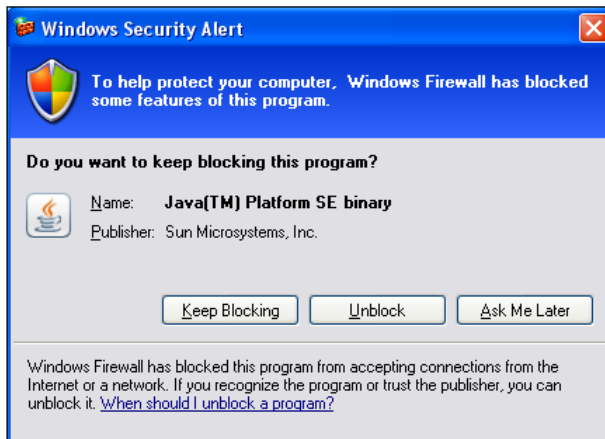 Windows Security Alert
To help protect your computer, Windows Firewall has blocked
some features of this program.
Do you want to keep blocking this program?
Name: Java(TM) Platform SE binary
Publisher: Sun Microsystems, Inc.
Keep Blocking Unblock Ask Me Later
Windows Firewall has blocked this program from accepting connections from the
Internet or a network. If you recognize the program or trust the publisher, you can
unblock it. When should I unblock a program?